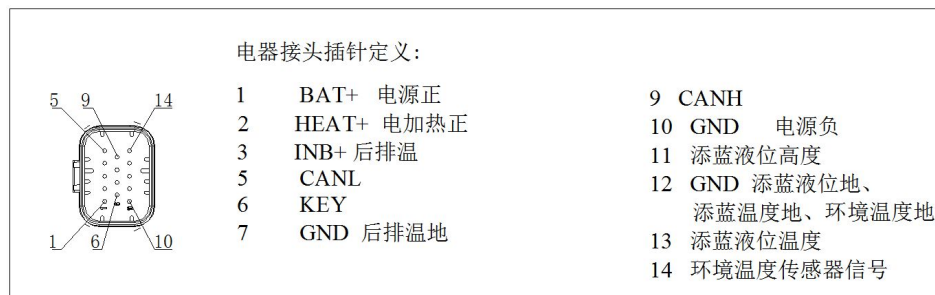 电器接头插针定义:
5 9 14
1 6 10
1 BAT+ 电源正
2 HEAT+ 电加热正
3 INB+ 后排温
5 CANL
6 KEY
7 GND 后排温地
9 CANH
10 GND 电源负
11 添蓝液位高度
12 GND 添蓝液位地、
添蓝温度地、环境温度地
13 添蓝液位温度
14 环境温度传感器信号